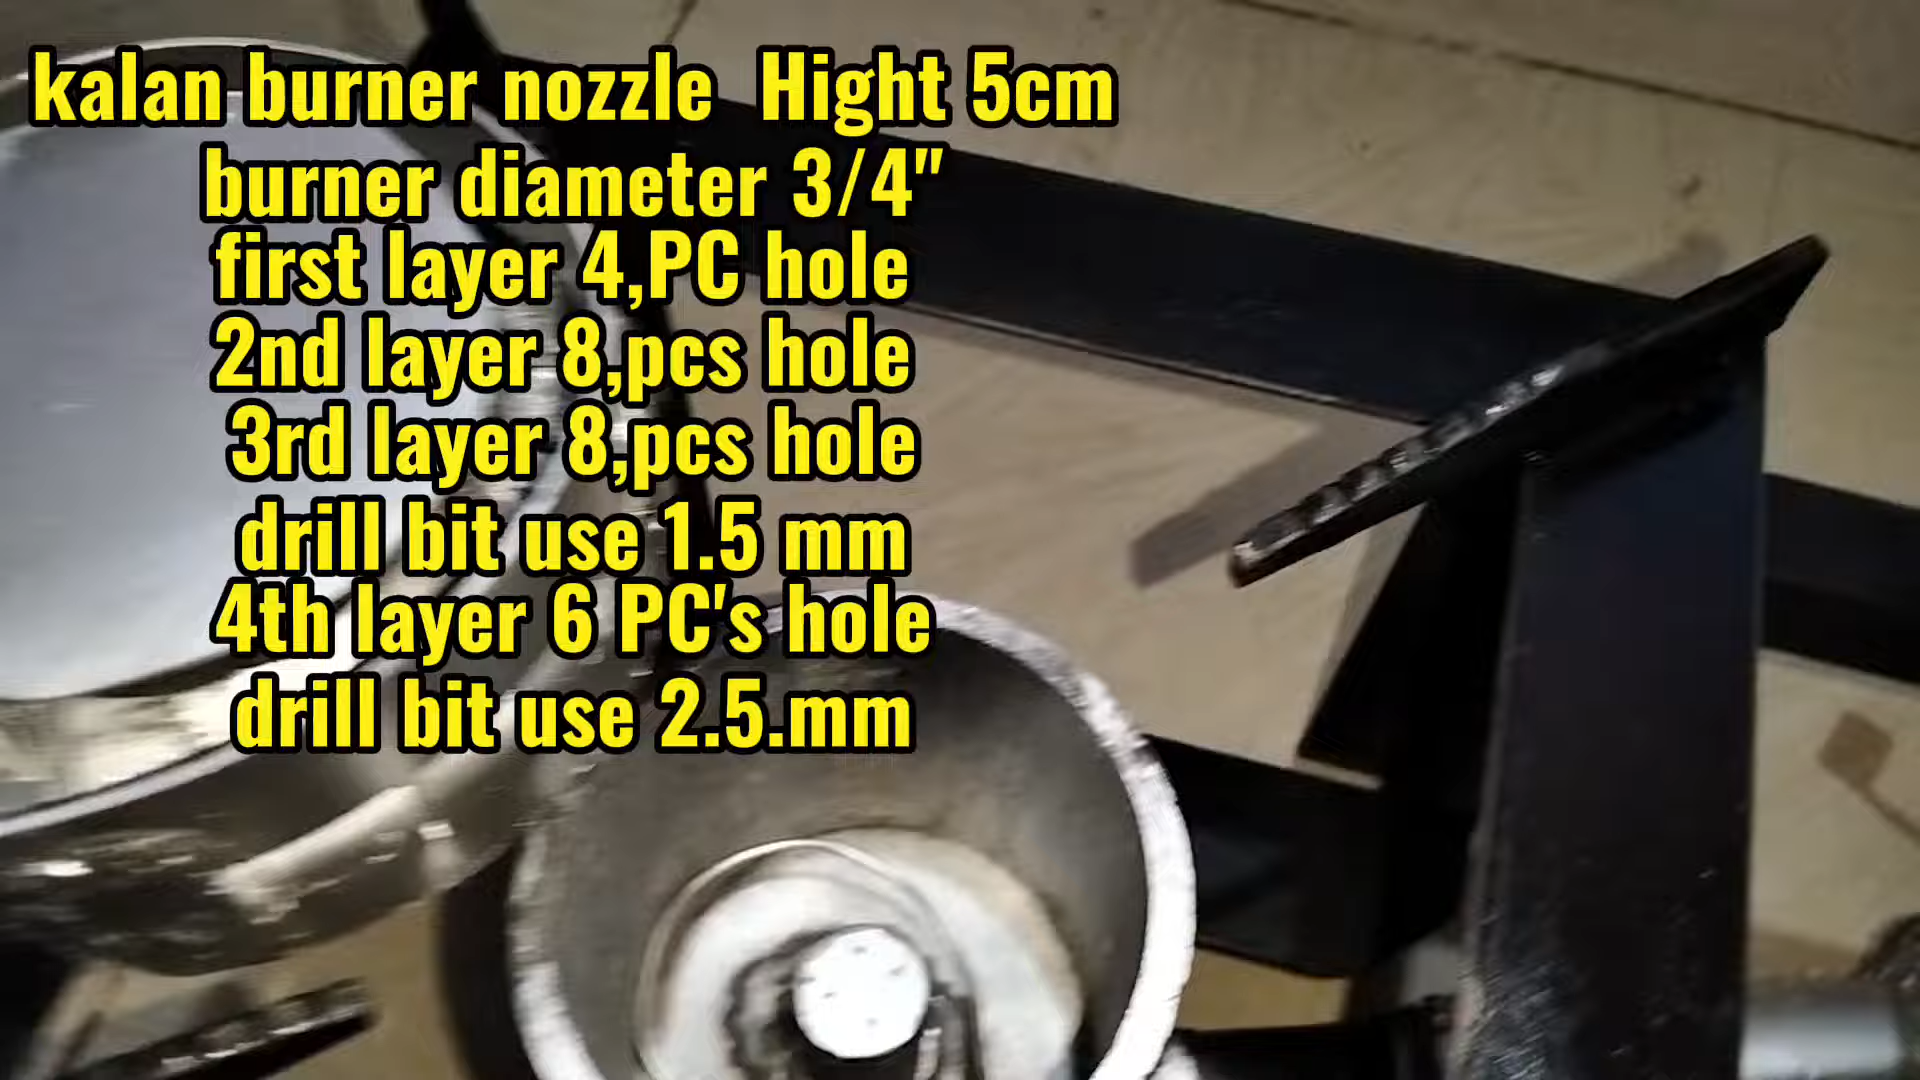 kalan burner nozzle Hight 5cm
burner diameter 3/4"
first layer 4,PC hole
2nd layer 8,pcs hole
3rd layer 8,pcs hole
drill bit use 1.5 mm
4th layer 6 PC's hole
drill bit use 2.5.mm